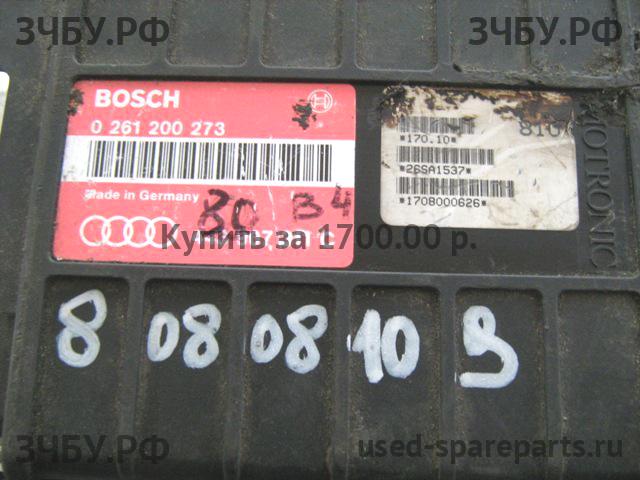 ЗЧБУ.РФ
ЗЧБУ.РФ
BOSCH
0 261 200 273
Made in Germany
80 B4
Купить за 1700.00 р.
*170.10*
*26SA1537*
*1708000626*
MOTRONIC
8 08 08 10 9
ЗЧБУ.РФ
used-spareparts.ru